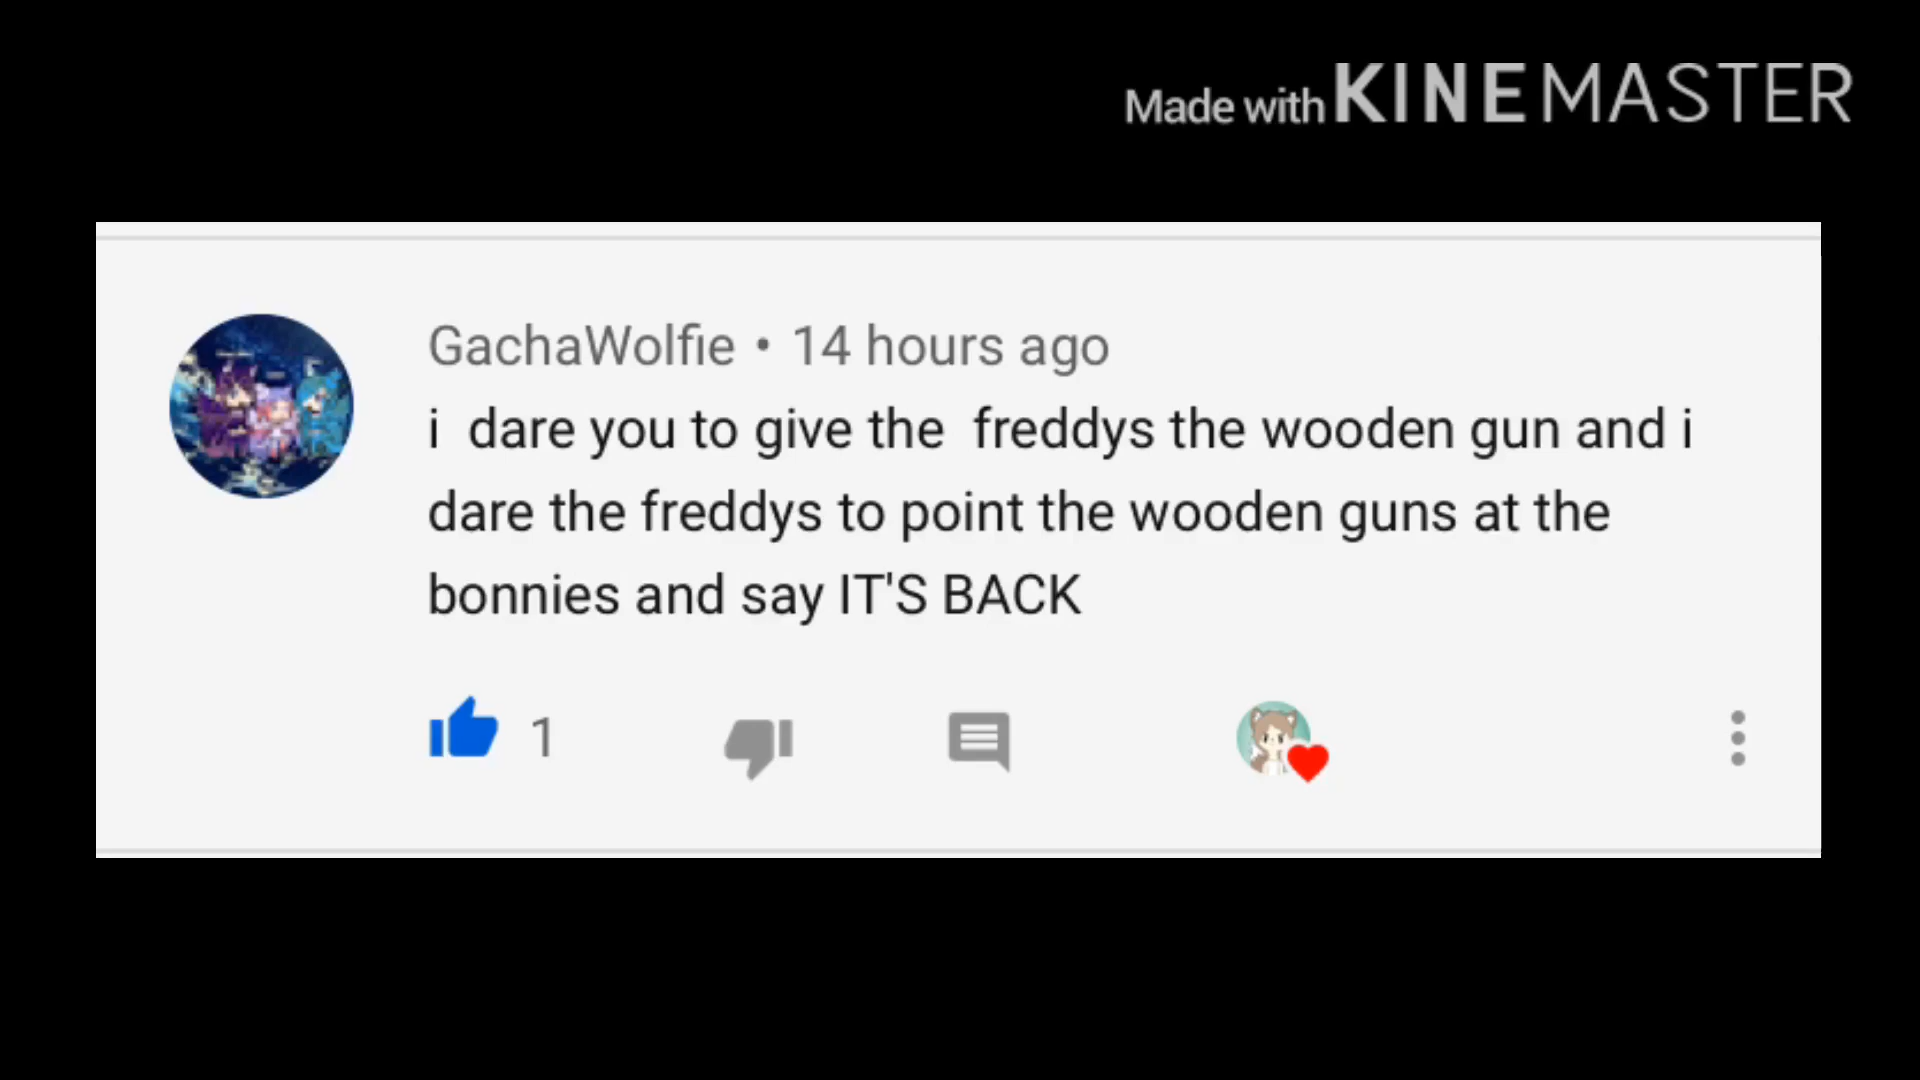 Made with KINEMASTER
GachaWolfie • 14 hours ago
i  dare you to give the  freddys the wooden gun and i
dare the freddys to point the wooden guns at the
bonnies and say IT'S BACK
1